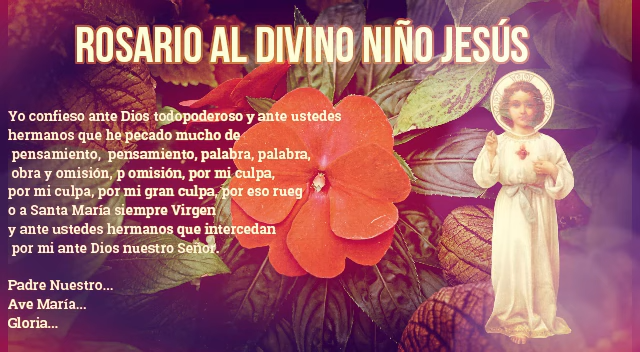 ROSARIO AL DIVINO NIÑO JESÚS
Yo confieso ante Dios todopoderoso y ante ustedes
hermanos que he pecado mucho de
pensamiento, pensamiento, palabra, palabra,
obra y omisión, p omisión, por mi culpa,
por mi culpa, por mi gran culpa, por eso rueg
o a Santa María siempre Virgen
y ante ustedes hermanos que intercedan
por mi ante Dios nuestro Señor.
Padre Nuestro...
Ave María...
Gloria...